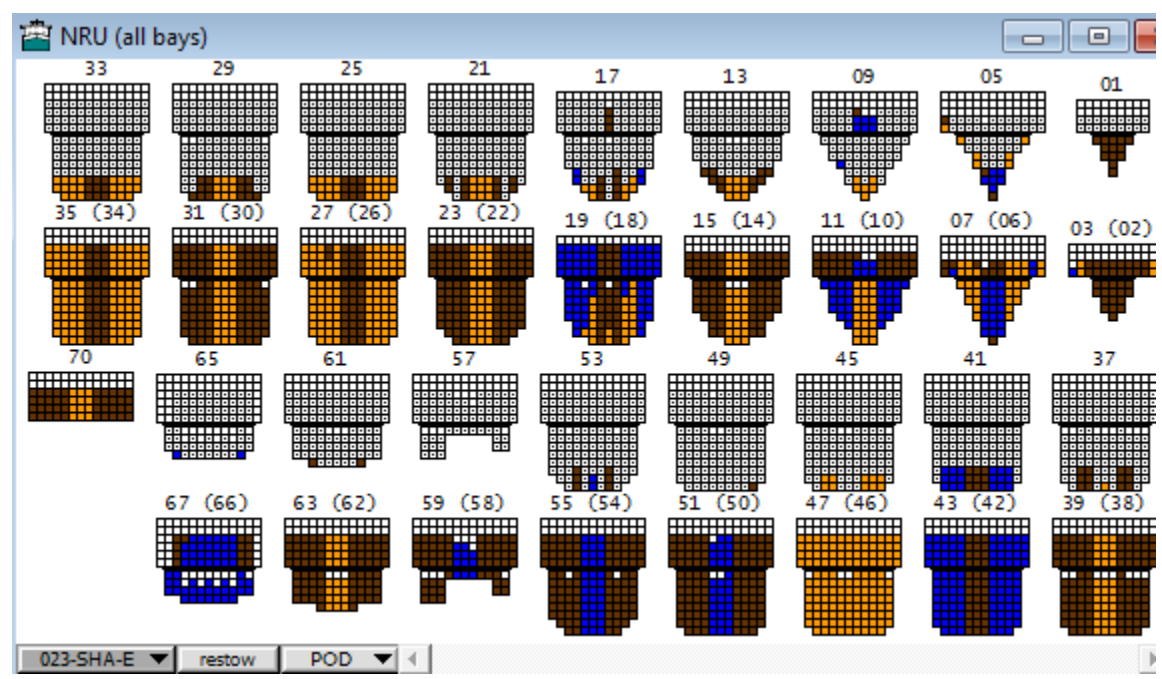 NRU (all bays)
33 29 25 21 17 13 09 05 01
35 (34) 31 (30) 27 (26) 23 (22) 19 (18) 15 (14) 11 (10) 07 (06) 03 (02)
70 65 61 57 53 49 45 41 37
67 (66) 63 (62) 59 (58) 55 (54) 51 (50) 47 (46) 43 (42) 39 (38)
023-SHA-E restow POD